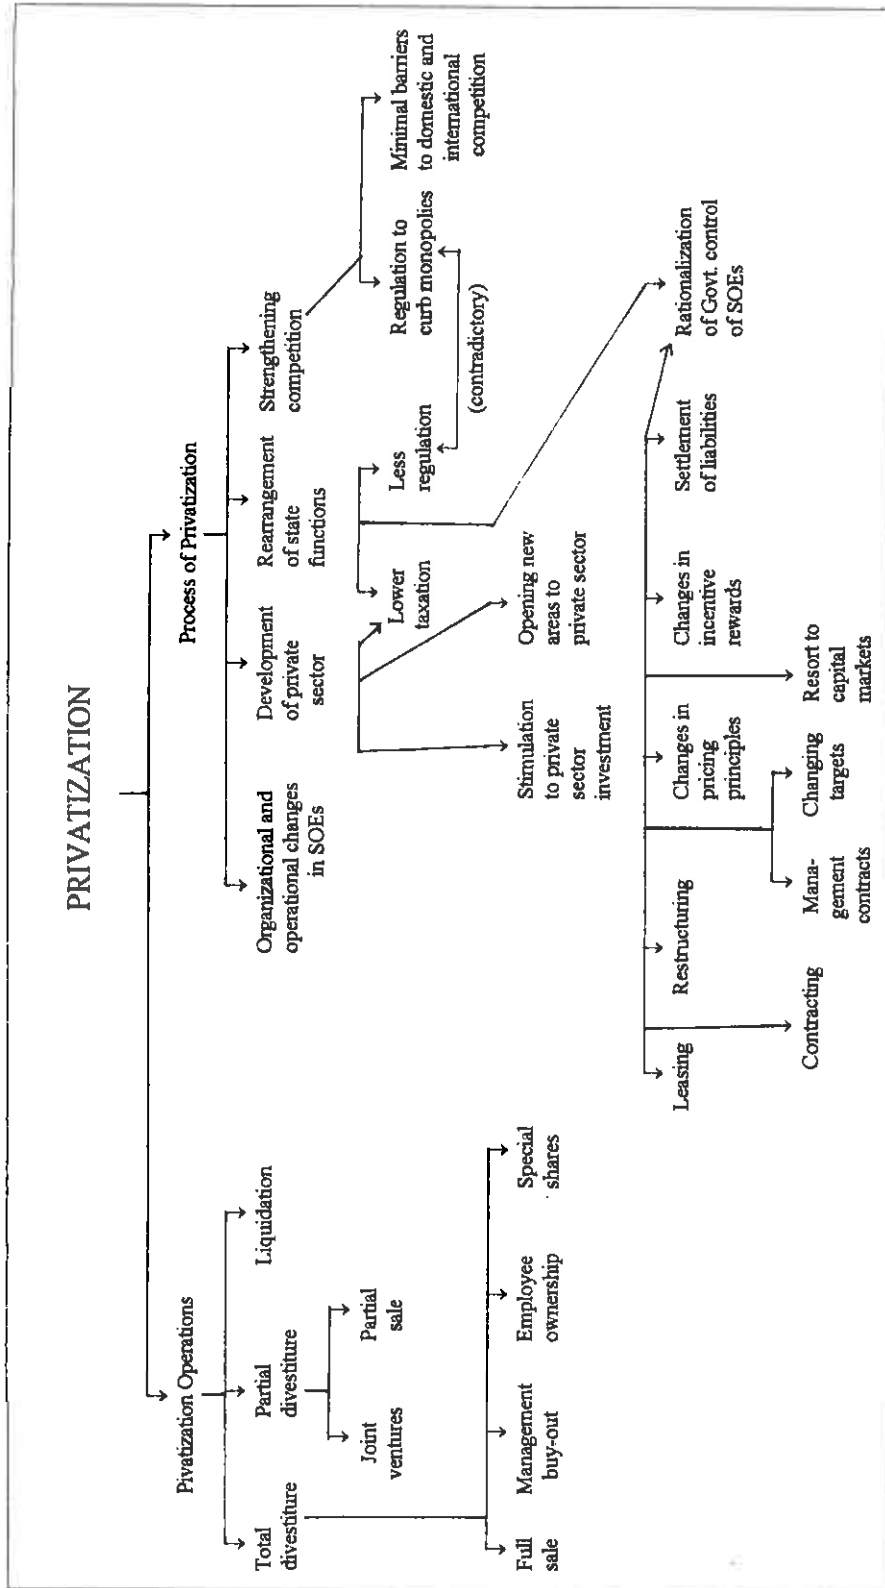 PRIVATIZATION
Pivatization Operations
Process of Privatization
Total
divestiture
Partial
divestiture
Liquidation
Organizational and
operational changes
in SOEs
Development
of private
sector
Rearrangement
of state
functions
Strengthening
competition
Joint
ventures
Partial
sale
Lower
taxation
Less
regulation
Regulation to
curb monopolies
Minimal barriers
to domestic and
international
competition
(contradictory)
Full
sale
Management
buy-out
Employee
ownership
Special
shares
Stimulation
to private
sector
investment
Opening new
areas to
private sector
Leasing
Restructuring
Changes in
pricing
principles
Changes in
incentive
rewards
Settlement
of liabilities
Rationalization
of Govt. control
of SOEs
Contracting
Mana-
gement
contracts
Changing
targets
Resort to
capital
markets